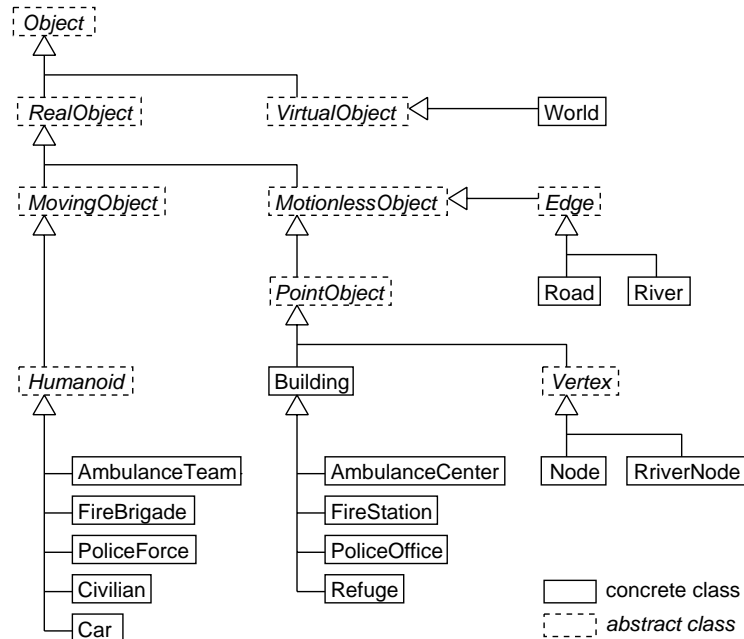 Object
RealObject
VirtualObject
World
MovingObject
MotionlessObject
Edge
PointObject
Road
River
Humanoid
Building
Vertex
AmbulanceTeam
AmbulanceCenter
Node
RriverNode
FireBrigade
FireStation
PoliceForce
PoliceOffice
Civilian
Refuge
concrete class
Car
abstract class